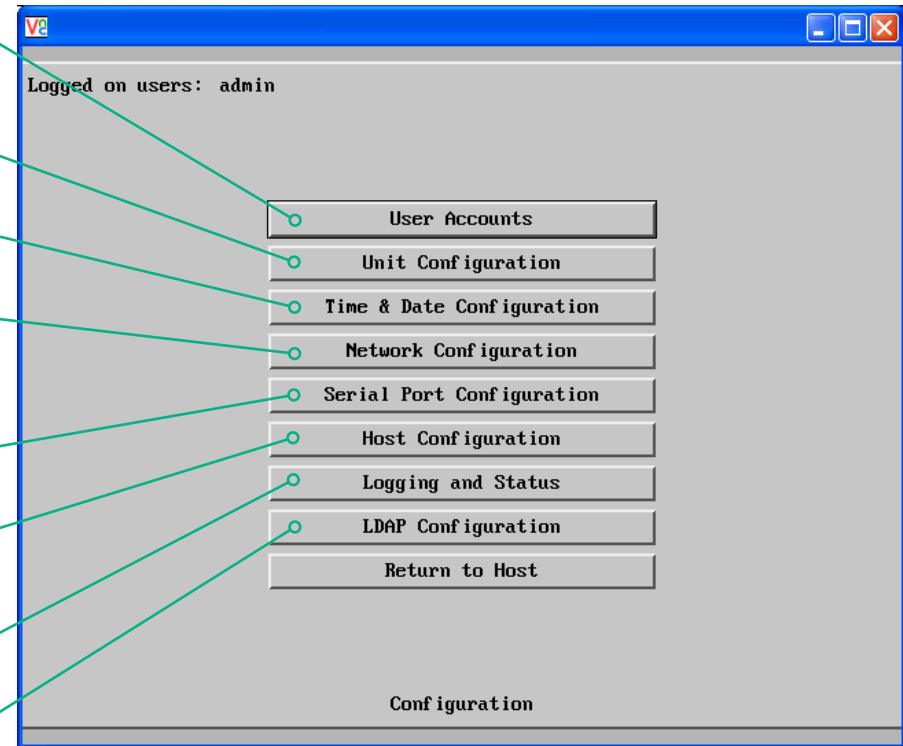 VNC
Logged on users: admin
User Accounts
Unit Configuration
Time & Date Configuration
Network Configuration
Serial Port Configuration
Host Configuration
Logging and Status
LDAP Configuration
Return to Host
Configuration